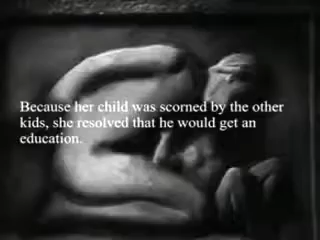 Because her child was scorned by the other
kids, she resolved that he would get an
education.